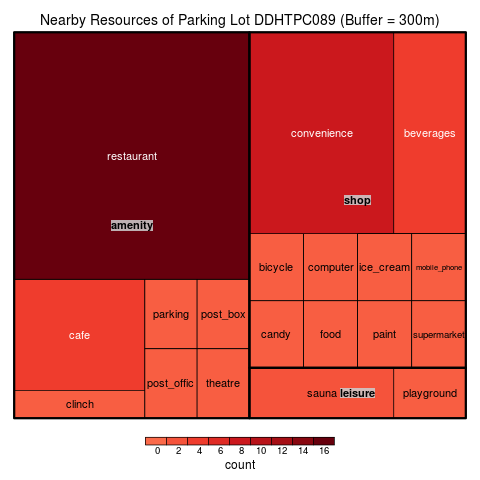 Nearby Resources of Parking Lot DDHTPC089 (Buffer = 300m)
restaurant
amenity
convenience
beverages
shop
cafe
parking
post_box
clinch
post_offic
theatre
bicycle
computer
ice_cream
mobile_phone
candy
food
paint
supermarket
sauna
leisure
playground
0 2 4 6 8 10 12 14 16
count